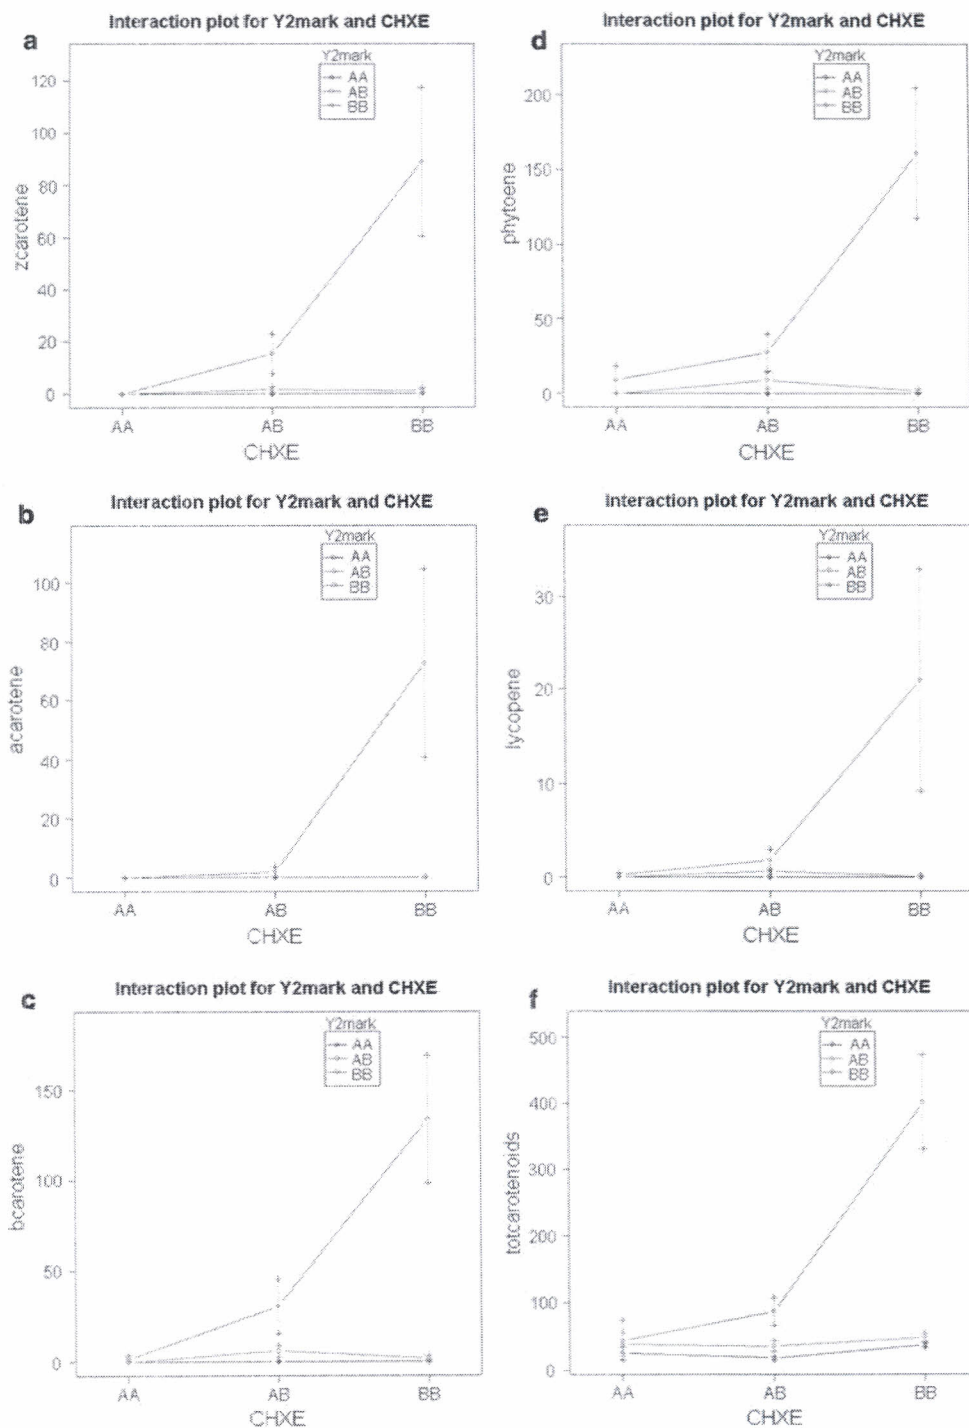 a
Interaction plot for Y2mark and CHXE
Y2mark
AA
AB
BB
zcarotene
120
100
80
60
40
20
0
AA AB BB
CHXE
d
Interaction plot for Y2mark and CHXE
Y2mark
AA
AB
BB
phytoene
200
150
100
50
0
AA AB BB
CHXE
b
Interaction plot for Y2mark and CHXE
Y2mark
AA
AB
BB
acarotene
100
80
60
40
20
0
AA AB BB
CHXE
e
Interaction plot for Y2mark and CHXE
Y2mark
AA
AB
BB
lycopene
30
20
10
0
AA AB BB
CHXE
c
Interaction plot for Y2mark and CHXE
Y2mark
AA
AB
BB
bcarotene
150
100
50
0
AA AB BB
CHXE
f
Interaction plot for Y2mark and CHXE
Y2mark
AA
AB
BB
totcarotenoids
500
400
300
200
100
0
AA AB BB
CHXE